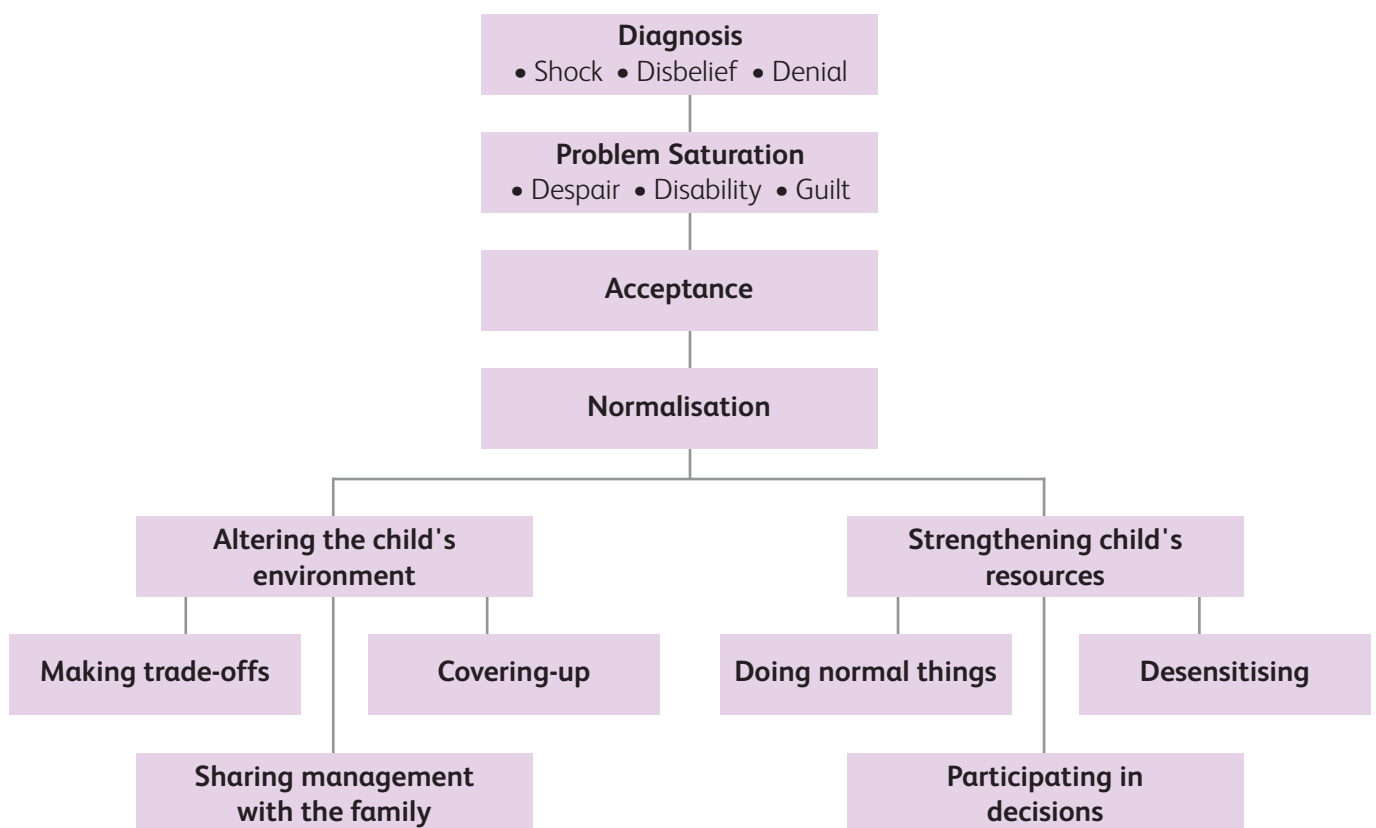 Diagnosis
• Shock • Disbelief • Denial
Problem Saturation
• Despair • Disability • Guilt
Acceptance
Normalisation
Altering the child's
environment
Strengthening child's
resources
Making trade-offs
Covering-up
Doing normal things
Desensitising
Sharing management
with the family
Participating in
decisions